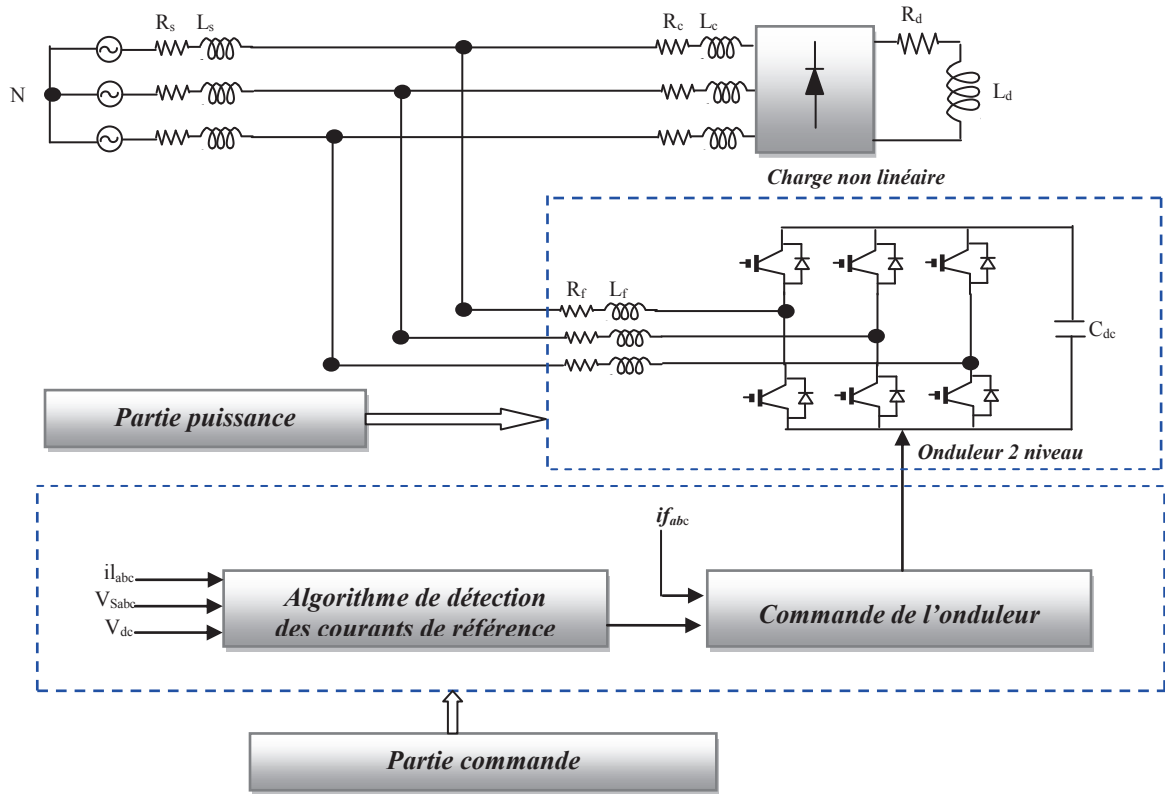 Rs Ls Rc Lc Rd
N
Ld
Charge non linéaire
Rf Lf
Cdc
Partie puissance
Onduleur 2 niveau
ifabc
ilabc
VSabc
Vdc
Algorithme de détection
des courants de référence
Commande de l'onduleur
Partie commande